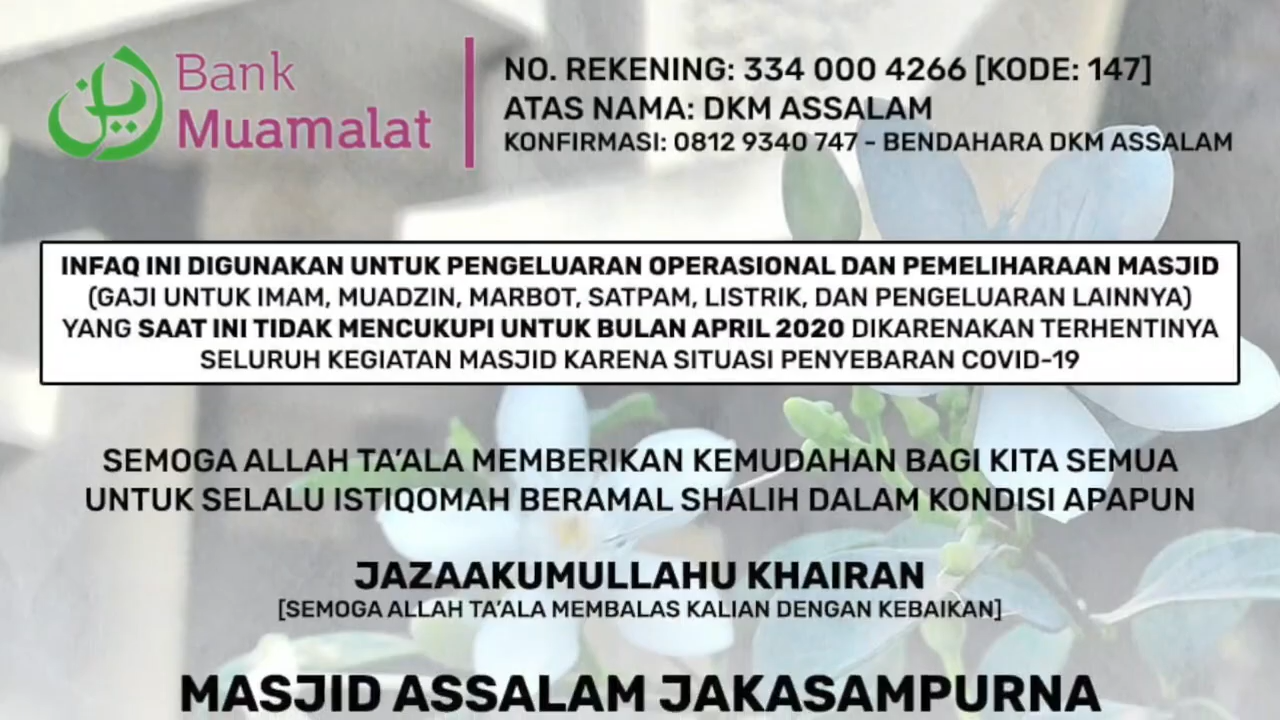 Bank
Muamalat
NO. REKENING: 334 000 4266 [KODE: 147]
ATAS NAMA: DKM ASSALAM
KONFIRMASI: 0812 9340 747 - BENDAHARA DKM ASSALAM
INFAQ INI DIGUNAKAN UNTUK PENGELUARAN OPERASIONAL DAN PEMELIHARAAN MASJID
(GAJI UNTUK IMAM, MUADZIN, MARBOT, SATPAM, LISTRIK, DAN PENGELUARAN LAINNYA)
YANG SAAT INI TIDAK MENCUKUPI UNTUK BULAN APRIL 2020 DIKARENAKAN TERHENTINYA
SELURUH KEGIATAN MASJID KARENA SITUASI PENYEBARAN COVID-19
SEMOGA ALLAH TA'ALA MEMBERIKAN KEMUDAHAN BAGI KITA SEMUA
UNTUK SELALU ISTIQOMAH BERAMAL SHALIH DALAM KONDISI APAPUN
JAZAAKUMULLAHU KHAIRAN
[SEMOGA ALLAH TA'ALA MEMBALAS KALIAN DENGAN KEBAIKAN]
MASJID ASSALAM JAKASAMPURNA